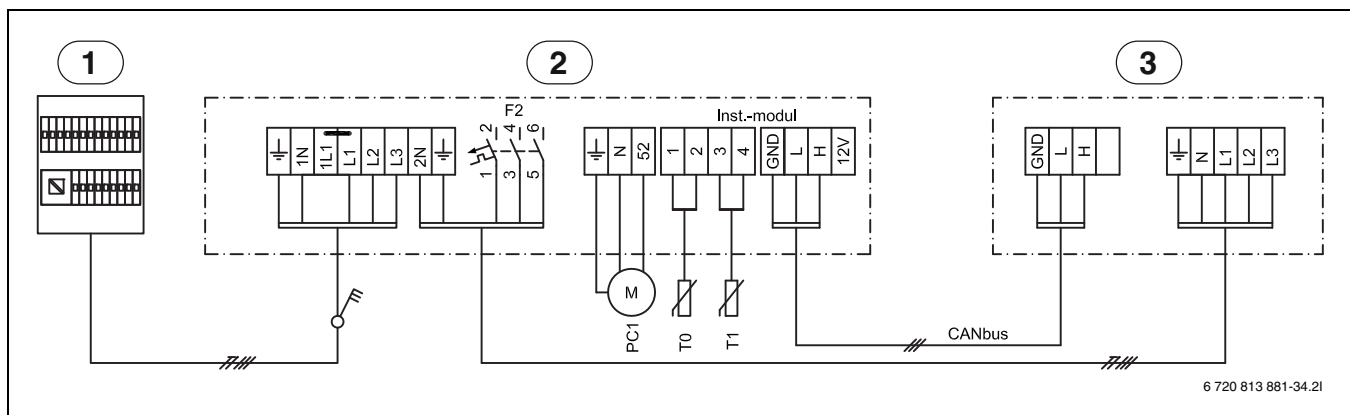 1
2
3
F2
Inst.-modul
1N
1L1
L1
L2
L3
2N
2
4
6
1
3
5
N
52
1
2
3
4
GND
L
H
12V
GND
L
H
N
L1
L2
L3
M
PC1
T0
T1
CANbus
6 720 813 881-34.2I